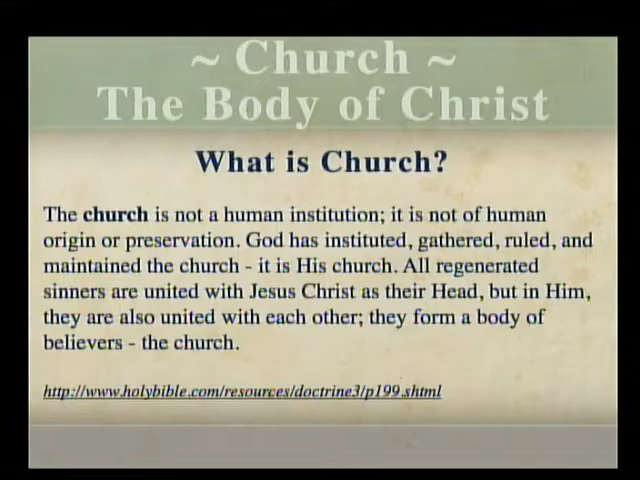 ~ Church ~
The Body of Christ
What is Church?
The church is not a human institution; it is not of human
origin or preservation. God has instituted, gathered, ruled, and
maintained the church - it is His church. All regenerated
sinners are united with Jesus Christ as their Head, but in Him,
they are also united with each other; they form a body of
believers - the church.
http://www.holybible.com/resources/doctrine3/p199.shtml